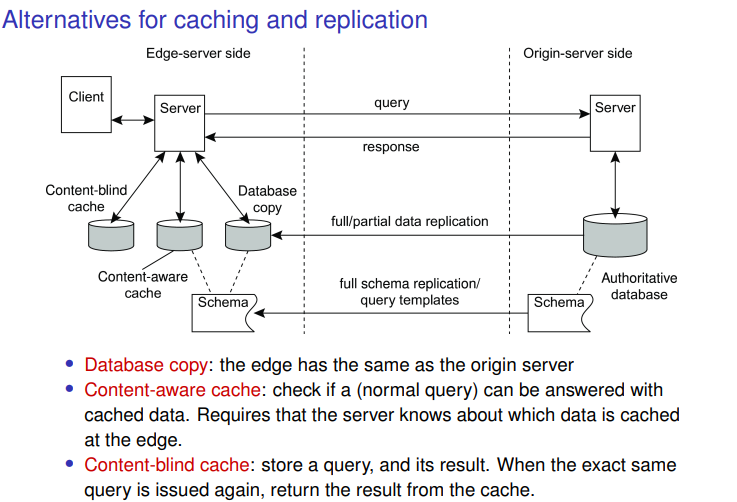 Alternatives for caching and replication
Edge-server side
Origin-server side
Client
Server
query
Server
response
Content-blind
cache
Database
copy
full/partial data replication
Content-aware
cache
Schema
full schema replication/
query templates
Schema
Authoritative
database
• Database copy: the edge has the same as the origin server
• Content-aware cache: check if a (normal query) can be answered with
cached data. Requires that the server knows about which data is cached
at the edge.
• Content-blind cache: store a query, and its result. When the exact same
query is issued again, return the result from the cache.